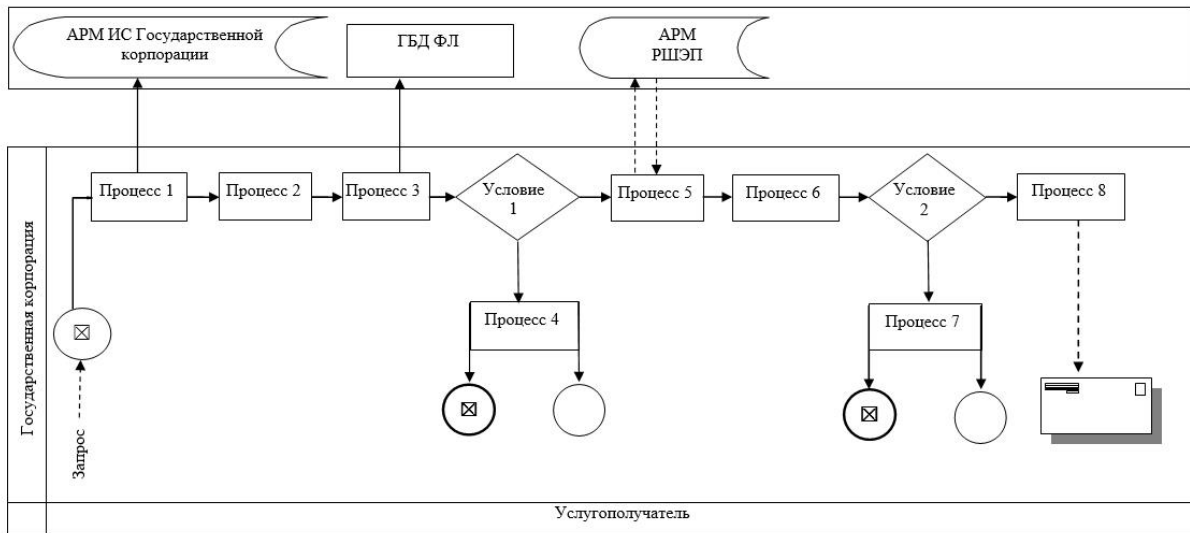 АРМ ИС Государственной
корпорации
ГБД ФЛ
АРМ
РШЭП
Государственная корпорация
Процесс 1
Процесс 2
Процесс 3
Условие
1
Процесс 5
Процесс 6
Условие
2
Процесс 8
Процесс 4
Процесс 7
Запрос
Услугополучатель